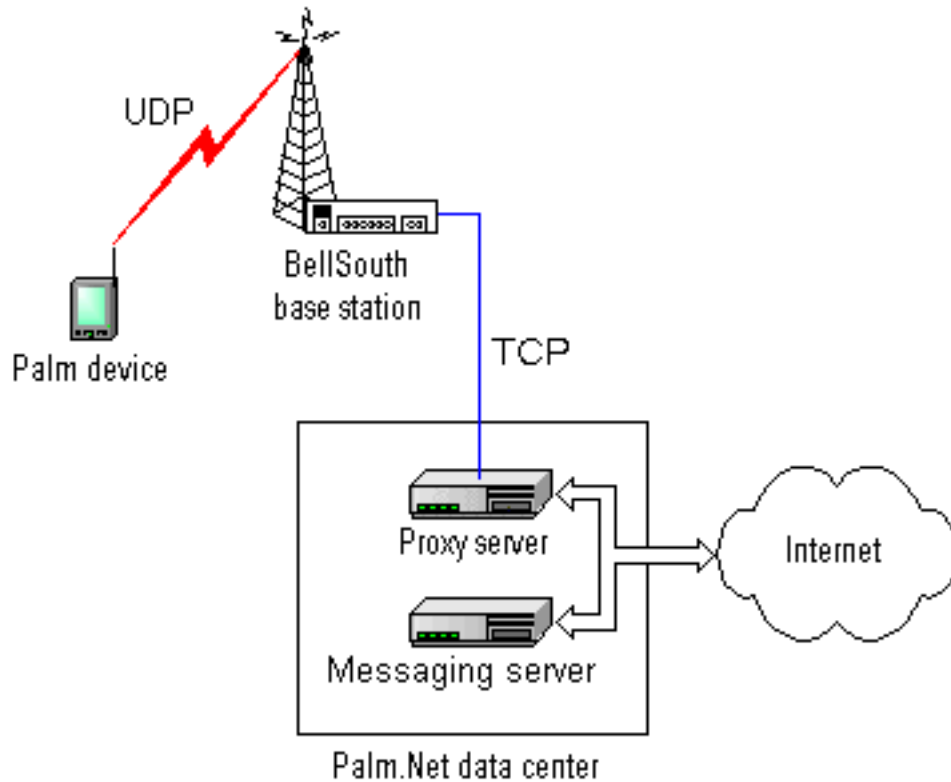 UDP
BellSouth
base station
Palm device
TCP
Proxy server
Internet
Messaging server
Palm.Net data center